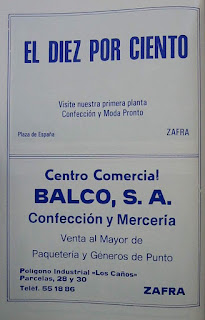 EL DIEZ POR CIENTO
Visite nuestra primera planta
Confección y Moda Pronto
Plaza de España
ZAFRA
Centro Comercial
BALCO, S. A.
Confección y Mercería
Venta al Mayor de
Paquetería y Géneros de Punto
Polígono Industrial «Los Caños»
Parcelas, 28 y 30
Teléf. 55 18 86
ZAFRA